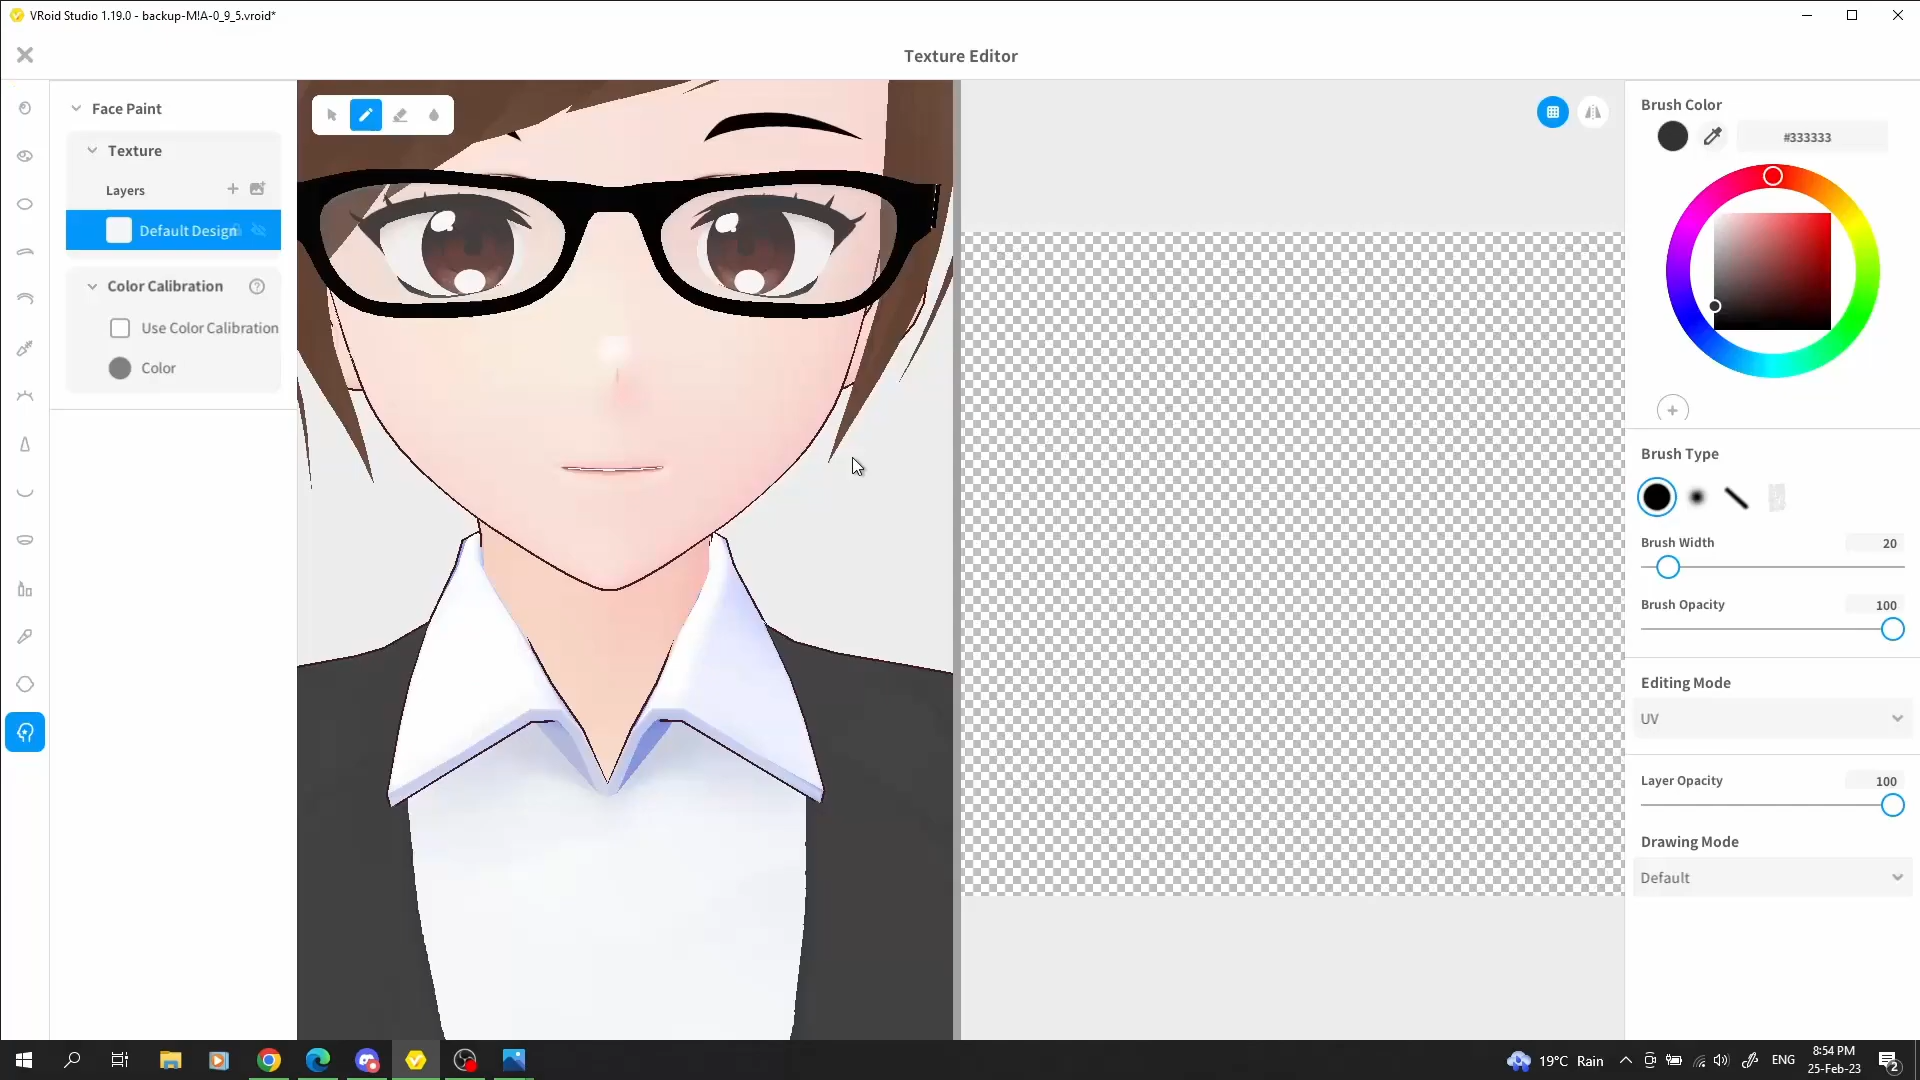 VRoid Studio 1.19.0 - backup-M!A-0_9_5.vroid*
Texture Editor
Face Paint
Texture
Layers
Default Design
Color Calibration
Use Color Calibration
Color
Brush Color
#333333
Brush Type
Brush Width
20
Brush Opacity
100
Editing Mode
UV
Layer Opacity
100
Drawing Mode
Default
19°C Rain
ENG
8:54 PM
25-Feb-23
2